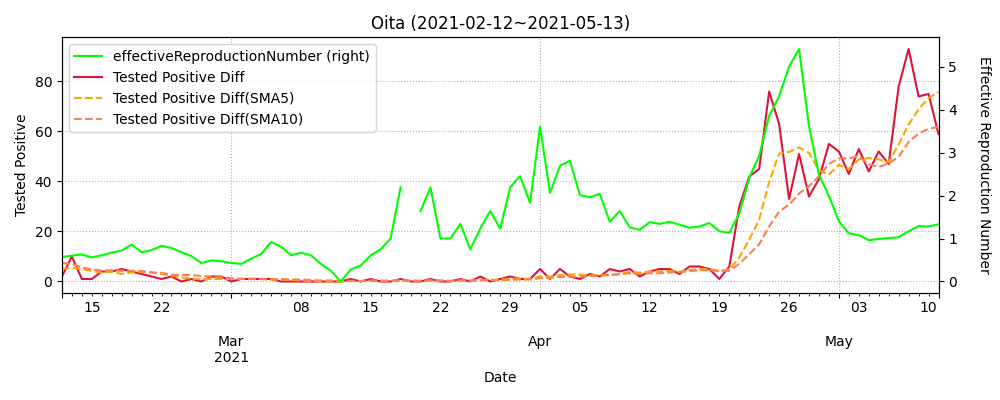 Oita (2021-02-12~2021-05-13)
effectiveReproductionNumber (right)
Tested Positive Diff
Tested Positive Diff(SMA5)
Tested Positive Diff(SMA10)
Tested Positive
80
60
40
20
0
Effective Reproduction Number
5
4
3
2
1
0
15 22 08 15 22 29 05 12 19 26 03 10
Mar Apr May
2021
Date